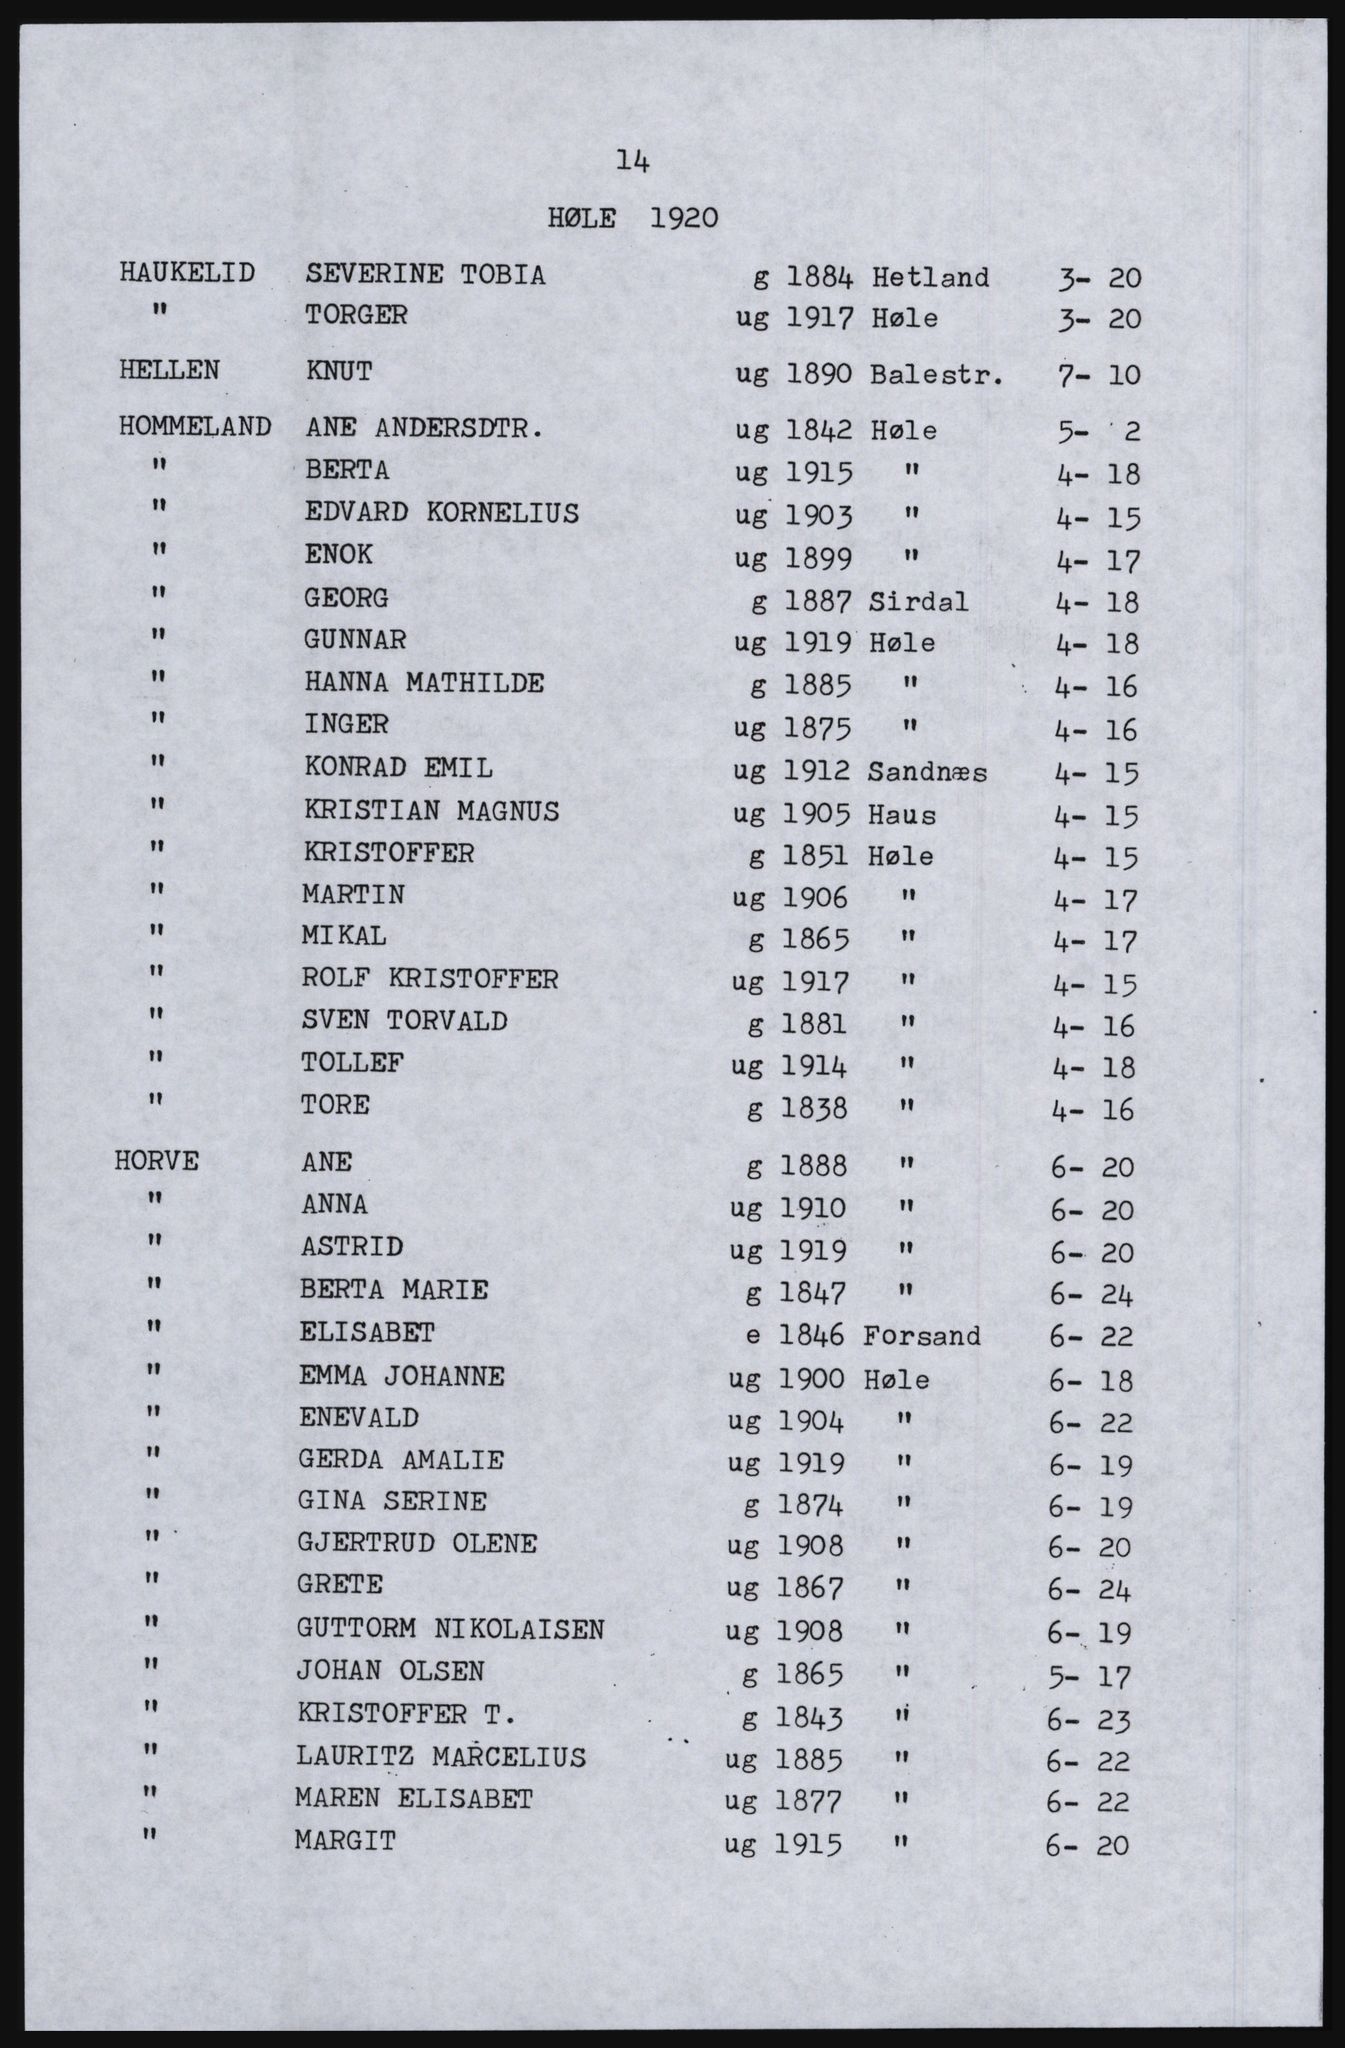 14
HØLE 1920
HAUKELID SEVERINE TOBIA g 1884 Hetland 3- 20
" TORGER ug 1917 Høle 3- 20
HELLEN KNUT ug 1890 Balestr. 7- 10
HOMMELAND ANE ANDERSDTR. ug 1842 Høle 5- 2
" BERTA ug 1915 " 4- 18
" EDVARD KORNELIUS ug 1903 " 4- 15
" ENOK ug 1899 " 4- 17
" GEORG g 1887 Sirdal 4- 18
" GUNNAR ug 1919 Høle 4- 18
" HANNA MATHILDE g 1885 " 4- 16
" INGER ug 1875 " 4- 16
" KONRAD EMIL ug 1912 Sandnæs 4- 15
" KRISTIAN MAGNUS ug 1905 Haus 4- 15
" KRISTOFFER g 1851 Høle 4- 15
" MARTIN ug 1906 " 4- 17
" MIKAL g 1865 " 4- 17
" ROLF KRISTOFFER ug 1917 " 4- 15
" SVEN TORVALD g 1881 " 4- 16
" TOLLEF ug 1914 " 4- 18
" TORE g 1838 " 4- 16
HORVE ANE g 1888 " 6- 20
" ANNA ug 1910 " 6- 20
" ASTRID ug 1919 " 6- 20
" BERTA MARIE g 1847 " 6- 24
" ELISABET e 1846 Forsand 6- 22
" EMMA JOHANNE ug 1900 Høle 6- 18
" ENEVALD ug 1904 " 6- 22
" GERDA AMALIE ug 1919 " 6- 19
" GINA SERINE g 1874 " 6- 19
" GJERTRUD OLENE ug 1908 " 6- 20
" GRETE ug 1867 " 6- 24
" GUTTORM NIKOLAISEN ug 1908 " 6- 19
" JOHAN OLSEN g 1865 " 5- 17
" KRISTOFFER T. g 1843 " 6- 23
" LAURITZ MARCELIUS ug 1885 " 6- 22
" MAREN ELISABET ug 1877 " 6- 22
" MARGIT ug 1915 " 6- 20